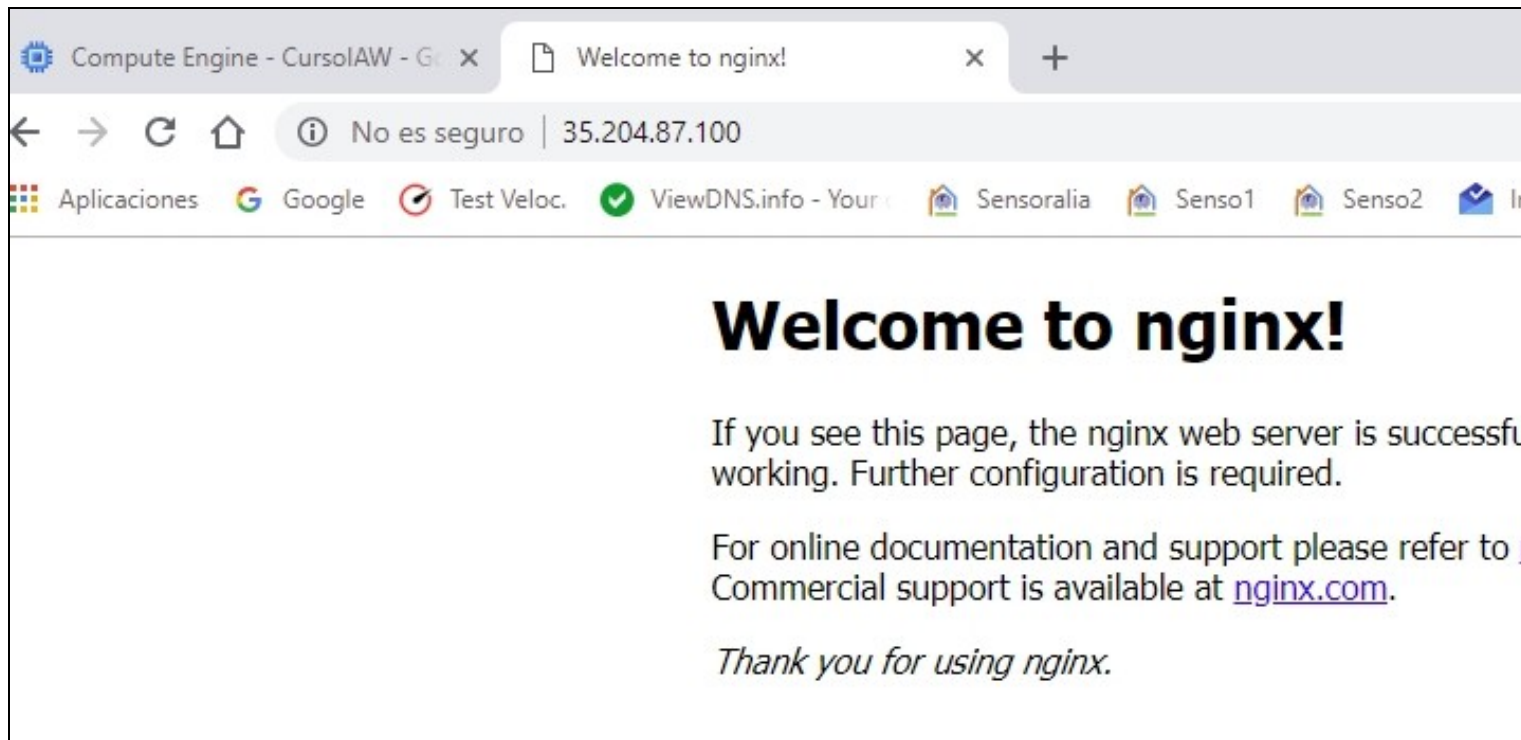 Compute Engine - CursoIAW - G
Welcome to nginx!
No es seguro | 35.204.87.100
Aplicaciones Google Test Veloc. ViewDNS.info - Your Sensoralia Senso1 Senso2
Welcome to nginx!
If you see this page, the nginx web server is
working. Further configuration is required.
For online documentation and support please refer to
Commercial support is available at nginx.com.
Thank you for using nginx.